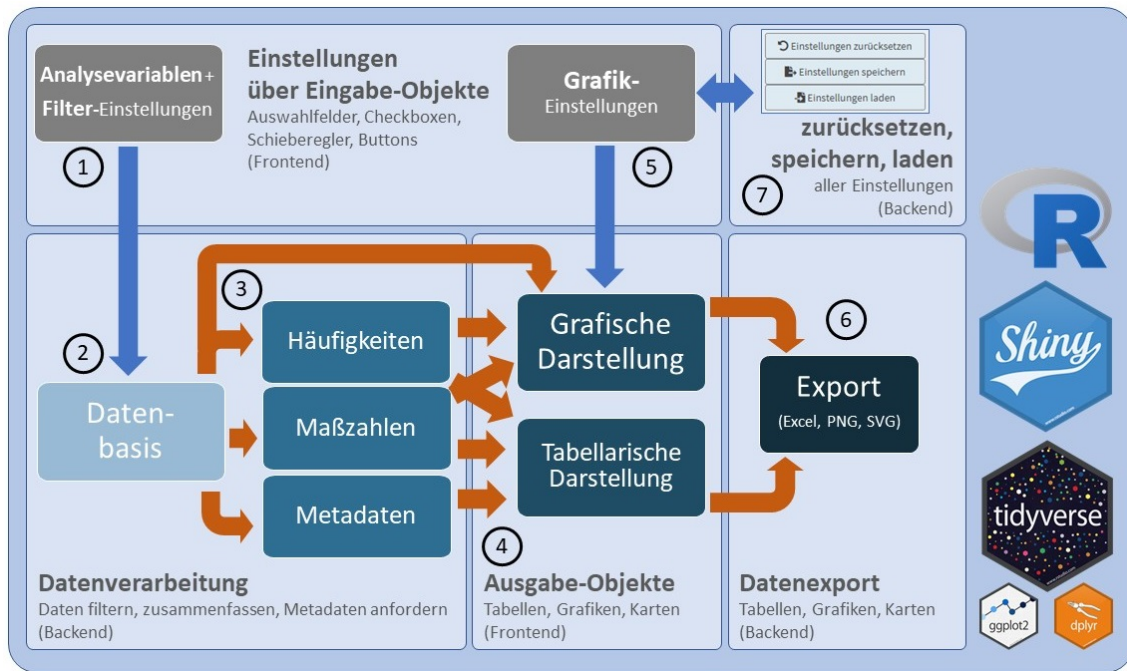 Analysevariablen +
Filter-Einstellungen
1
Einstellungen
über Eingabe-Objekte
Auswahlfelder, Checkboxen,
Schieberegler, Buttons
(Frontend)
Grafik-
Einstellungen
5
Einstellungen zurücksetzen
Einstellungen speichern
Einstellungen laden
zurücksetzen,
speichern, laden
aller Einstellungen
(Backend)
7
2
Daten-
basis
3
Häufigkeiten
Maßzahlen
Metadaten
Datenverarbeitung
Daten filtern, zusammenfassen, Metadaten anfordern
(Backend)
Grafische
Darstellung
Tabellarische
Darstellung
4
Ausgabe-Objekte
Tabellen, Grafiken, Karten
(Frontend)
6
Export
(Excel, PNG, SVG)
Datenexport
Tabellen, Grafiken, Karten
(Backend)
R
Shiny
tidyverse
ggplot2
dplyr